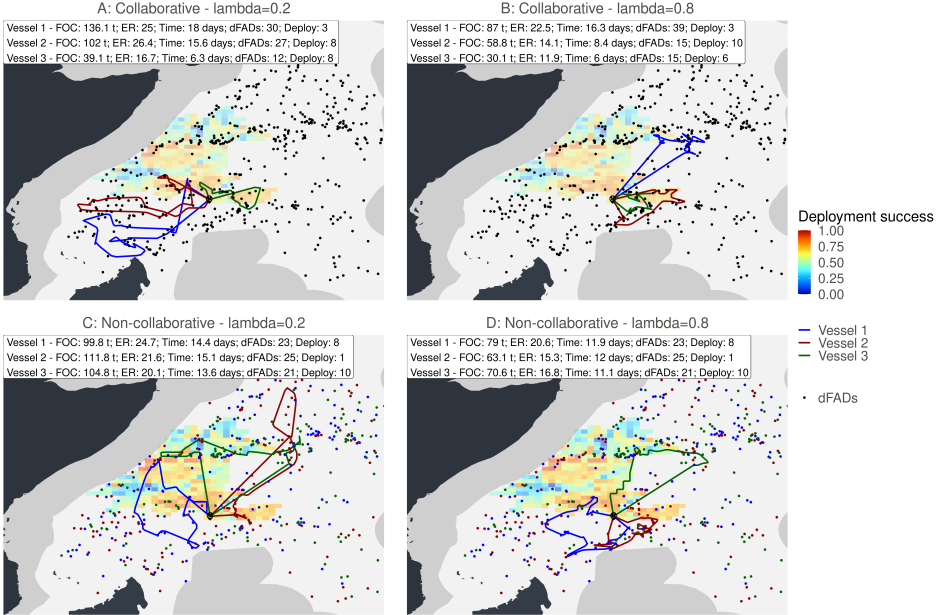 A: Collaborative - lambda=0.2
Vessel 1 - FOC: 136.1 t; ER: 25; Time: 18 days; dFADs: 30; Deploy: 3
Vessel 2 - FOC: 102 t; ER: 26.4; Time: 15.6 days; dFADs: 27; Deploy: 8
Vessel 3 - FOC: 39.1 t; ER: 16.7; Time: 6.3 days; dFADs: 12; Deploy: 8
B: Collaborative - lambda=0.8
Vessel 1 - FOC: 87 t; ER: 22.5; Time: 16.3 days; dFADs: 39; Deploy: 3
Vessel 2 - FOC: 58.8 t; ER: 14.1; Time: 8.4 days; dFADs: 15; Deploy: 10
Vessel 3 - FOC: 30.1 t; ER: 11.9; Time: 6 days; dFADs: 15; Deploy: 6
Deployment success
1.00
0.75
0.50
0.25
0.00
Vessel 1
Vessel 2
Vessel 3
dFADs
C: Non-collaborative - lambda=0.2
Vessel 1 - FOC: 99.8 t; ER: 24.7; Time: 14.4 days; dFADs: 23; Deploy: 8
Vessel 2 - FOC: 111.8 t; ER: 21.6; Time: 15.1 days; dFADs: 25; Deploy: 1
Vessel 3 - FOC: 104.8 t; ER: 20.1; Time: 13.6 days; dFADs: 21; Deploy: 10
D: Non-collaborative - lambda=0.8
Vessel 1 - FOC: 79 t; ER: 20.6; Time: 11.9 days; dFADs: 23; Deploy: 8
Vessel 2 - FOC: 63.1 t; ER: 15.3; Time: 12 days; dFADs: 25; Deploy: 1
Vessel 3 - FOC: 70.6 t; ER: 16.8; Time: 11.1 days; dFADs: 21; Deploy: 10